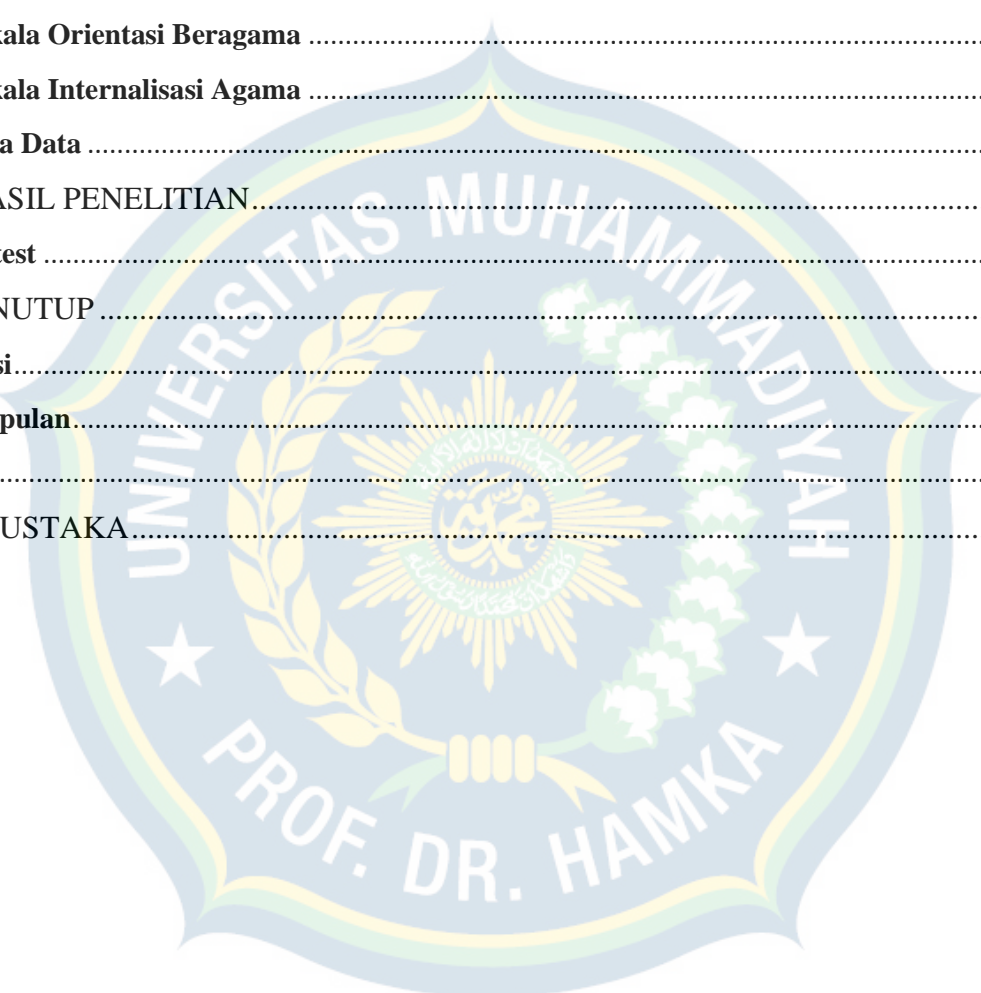 kala Orientasi Beragama ................................................................................................
kala Internalisasi Agama ................................................................................................
a Data ................................................................................................
ASIL PENELITIAN................................................................................................
test ................................................................................................
NUTUP ................................................................................................
si................................................................................................
pulan................................................................................................
................................................................................................
USTAKA................................................................................................
UNIVERSITAS MUHAMMADIYAH
PROF. DR. HAMKA